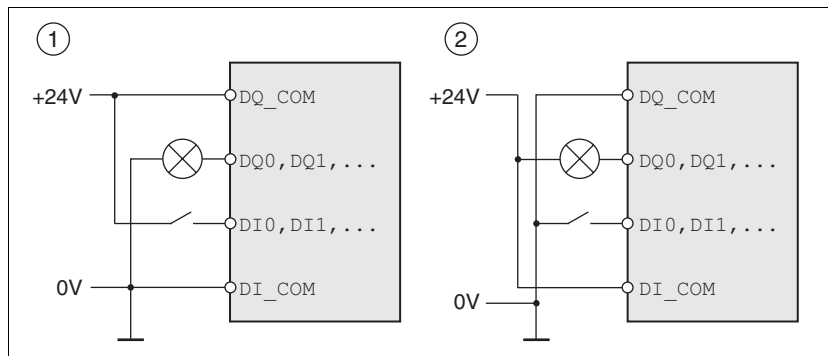 1
+24V
DQ_COM
DQ0,DQ1,...
DI0,DI1,...
0V
DI_COM
2
+24V
DQ_COM
DQ0,DQ1,...
DI0,DI1,...
DI_COM
0V